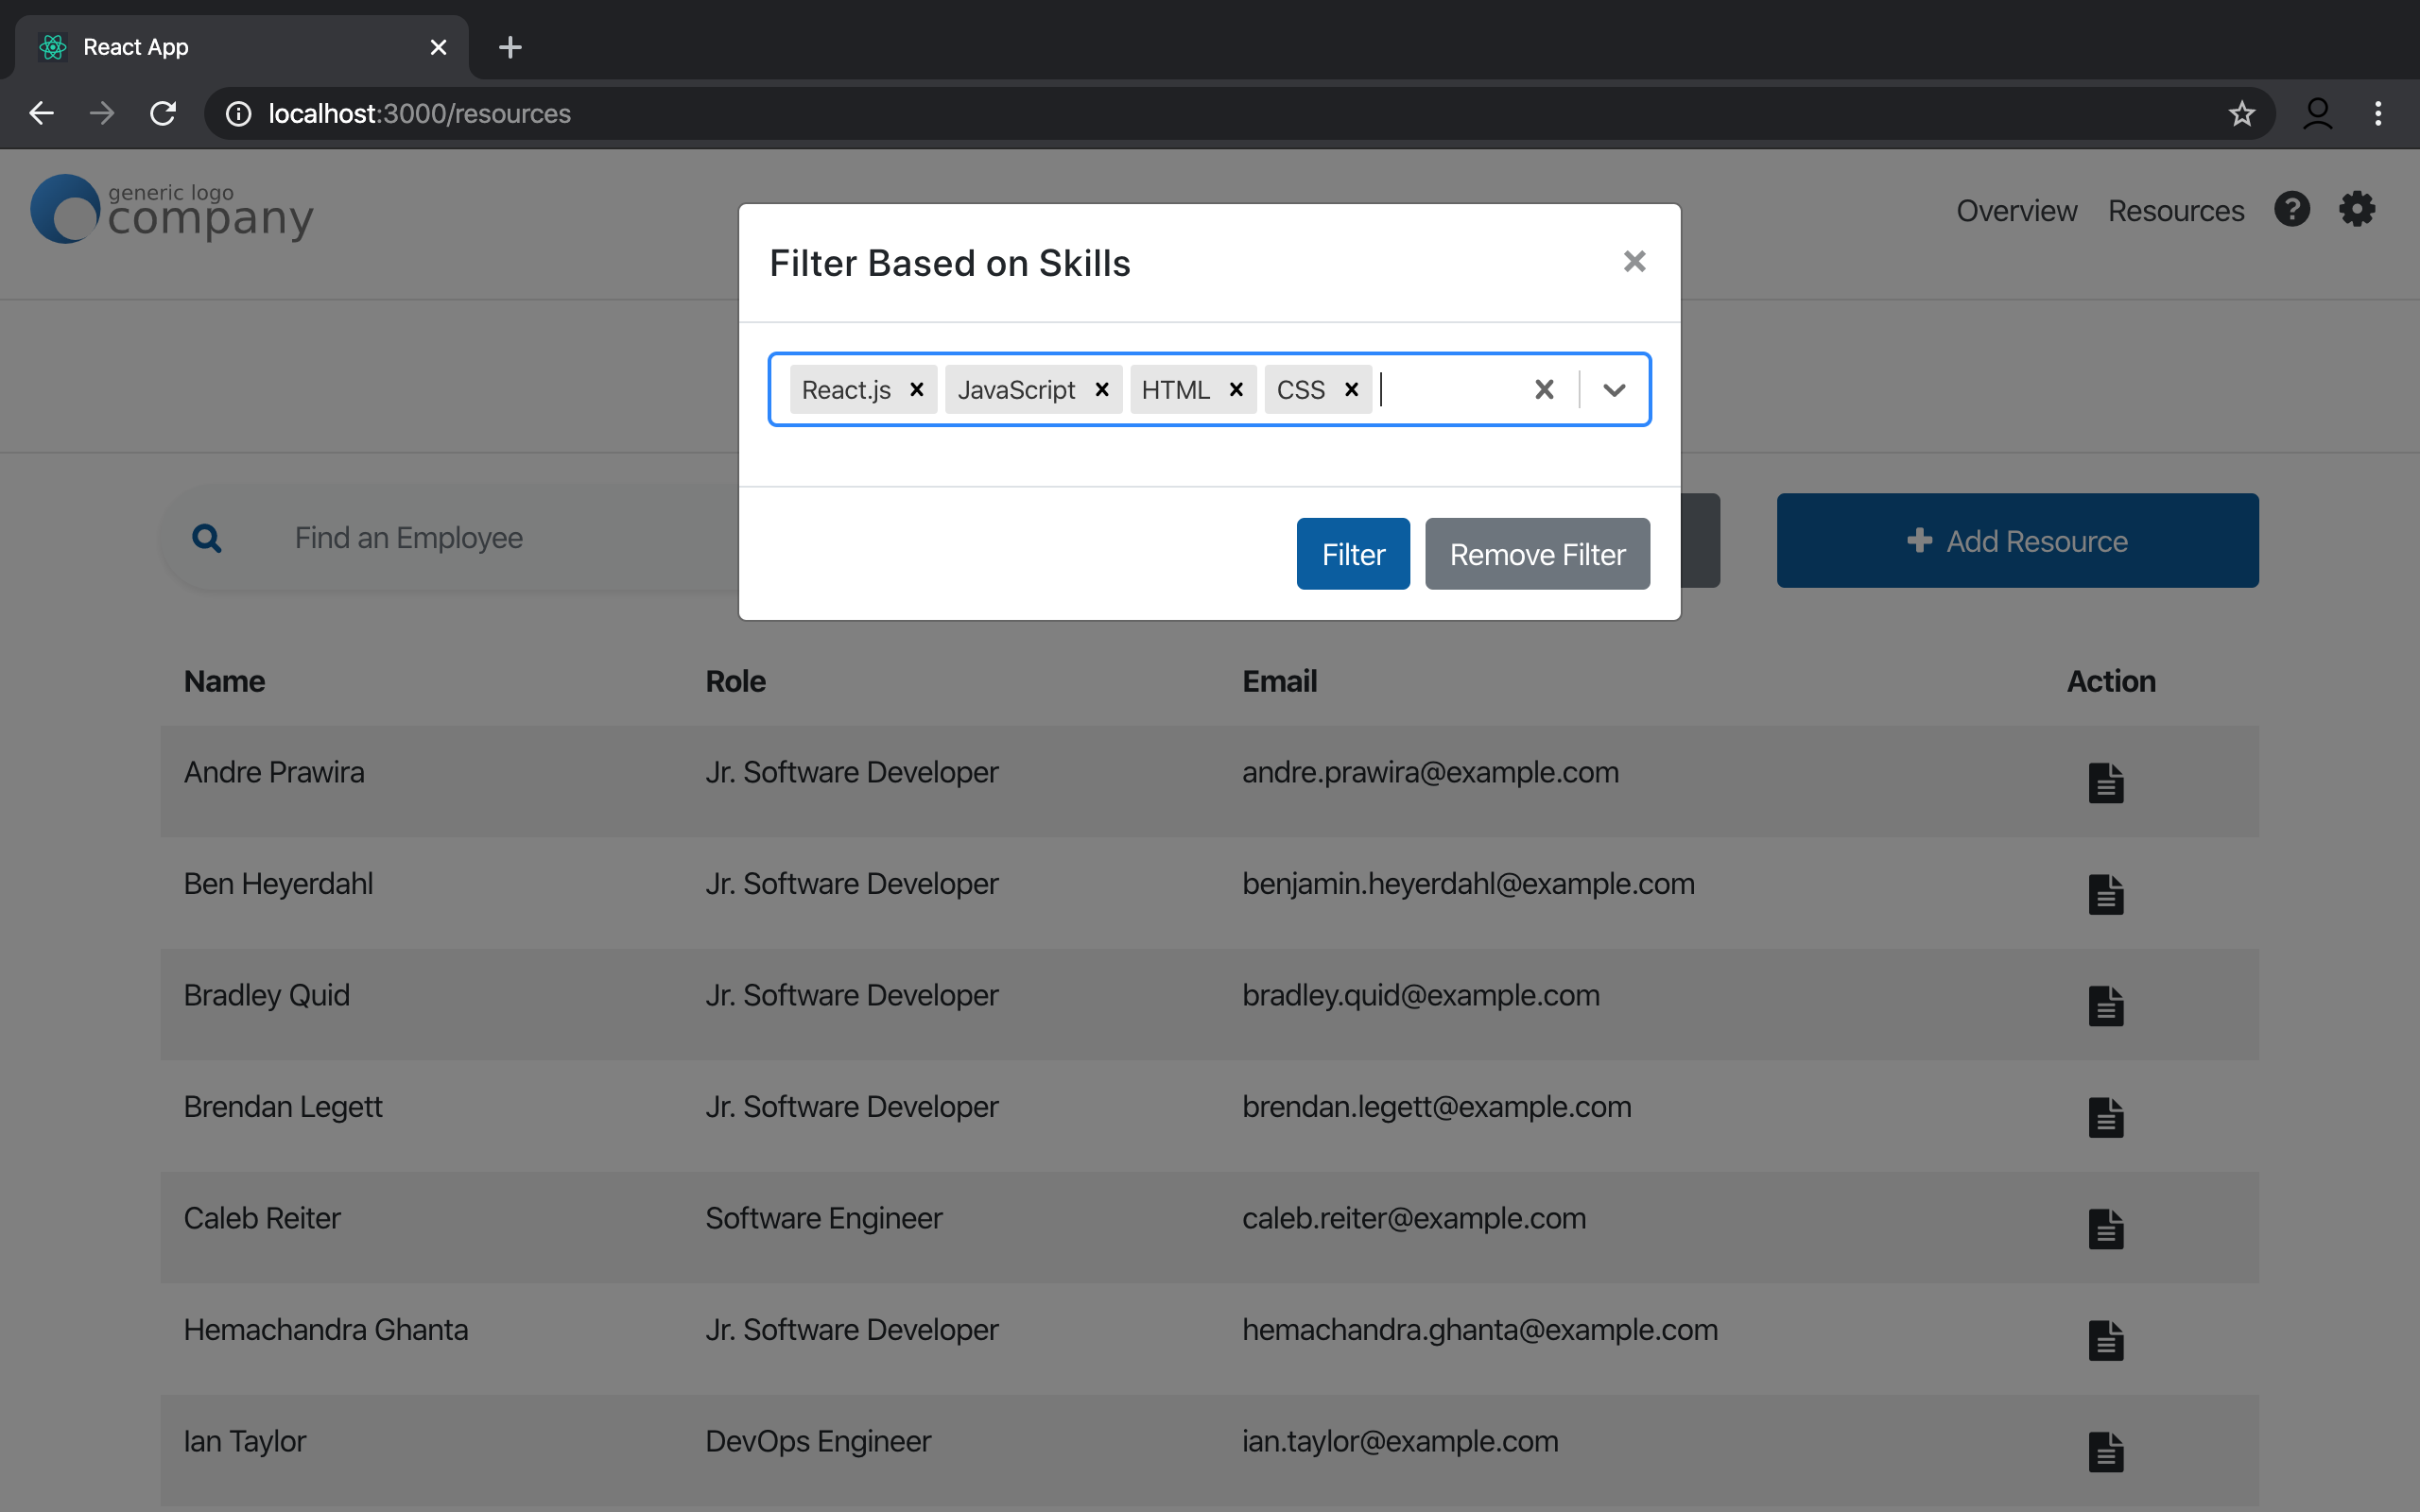 React App
localhost:3000/resources
generic logo
company
Overview Resources
Filter Based on Skills
React.js JavaScript HTML CSS
Filter Remove Filter
Find an Employee
Add Resource
Name Role Email Action
Andre Prawira Jr. Software Developer andre.prawira@example.com
Ben Heyerdahl Jr. Software Developer benjamin.heyerdahl@example.com
Bradley Quid Jr. Software Developer bradley.quid@example.com
Brendan Legett Jr. Software Developer brendan.legett@example.com
Caleb Reiter Software Engineer caleb.reiter@example.com
Hemachandra Ghanta Jr. Software Developer hemachandra.ghanta@example.com
Ian Taylor DevOps Engineer ian.taylor@example.com